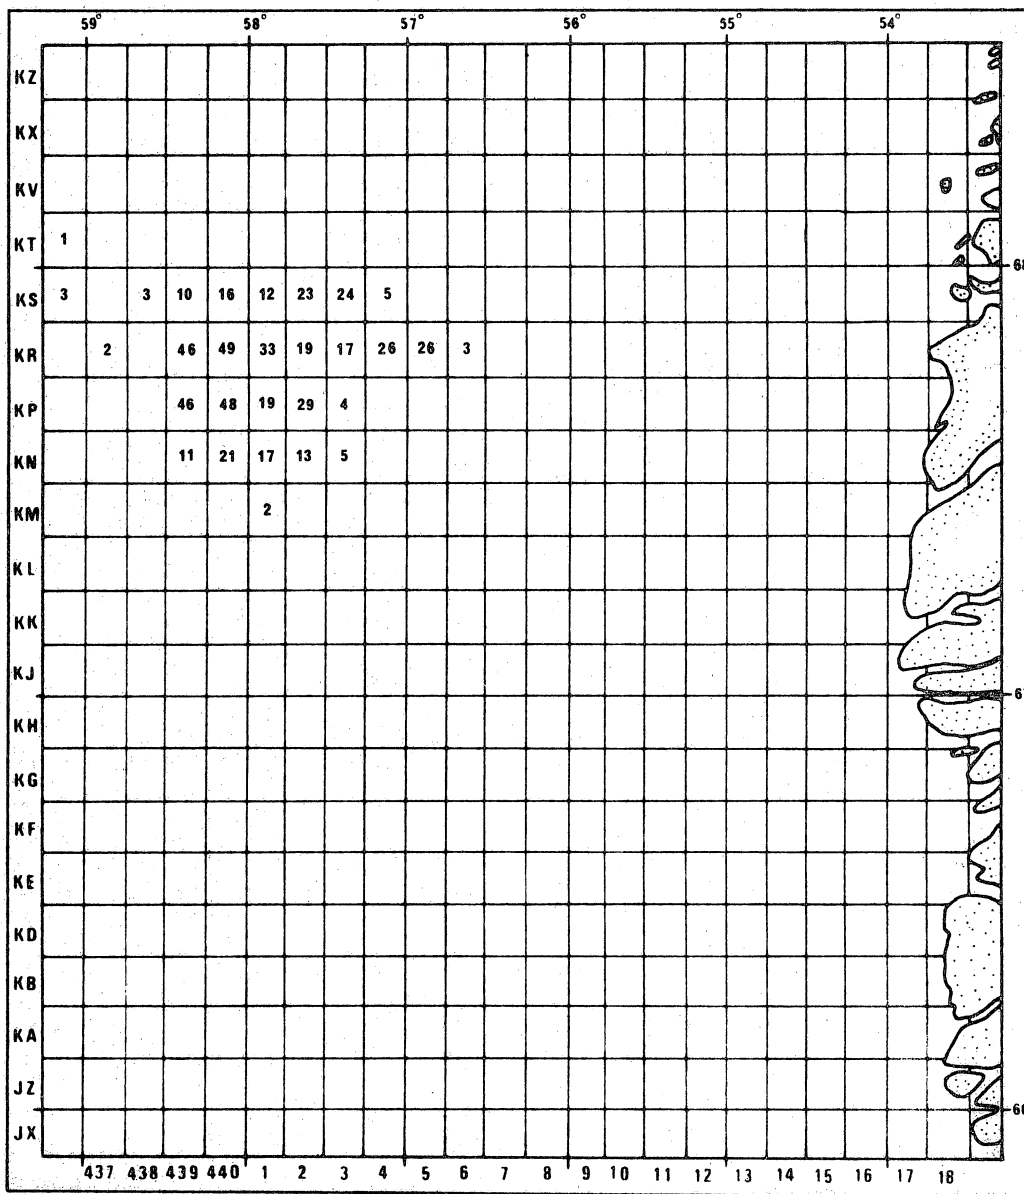 59° 58° 57° 56° 55° 54°
KZ
KX
KV
KT 1
68
KS 3 3 10 16 12 23 24 5
KR 2 46 49 33 19 17 26 26 3
KP 46 48 19 29 4
KN 11 21 17 13 5
KM 2
KL
KK
KJ
KH
KG
KF
KE
KD
KB
KA
JZ
JX
437 438 439 440 1 2 3 4 5 6 7 8 9 10 11 12 13 14 15 16 17 18